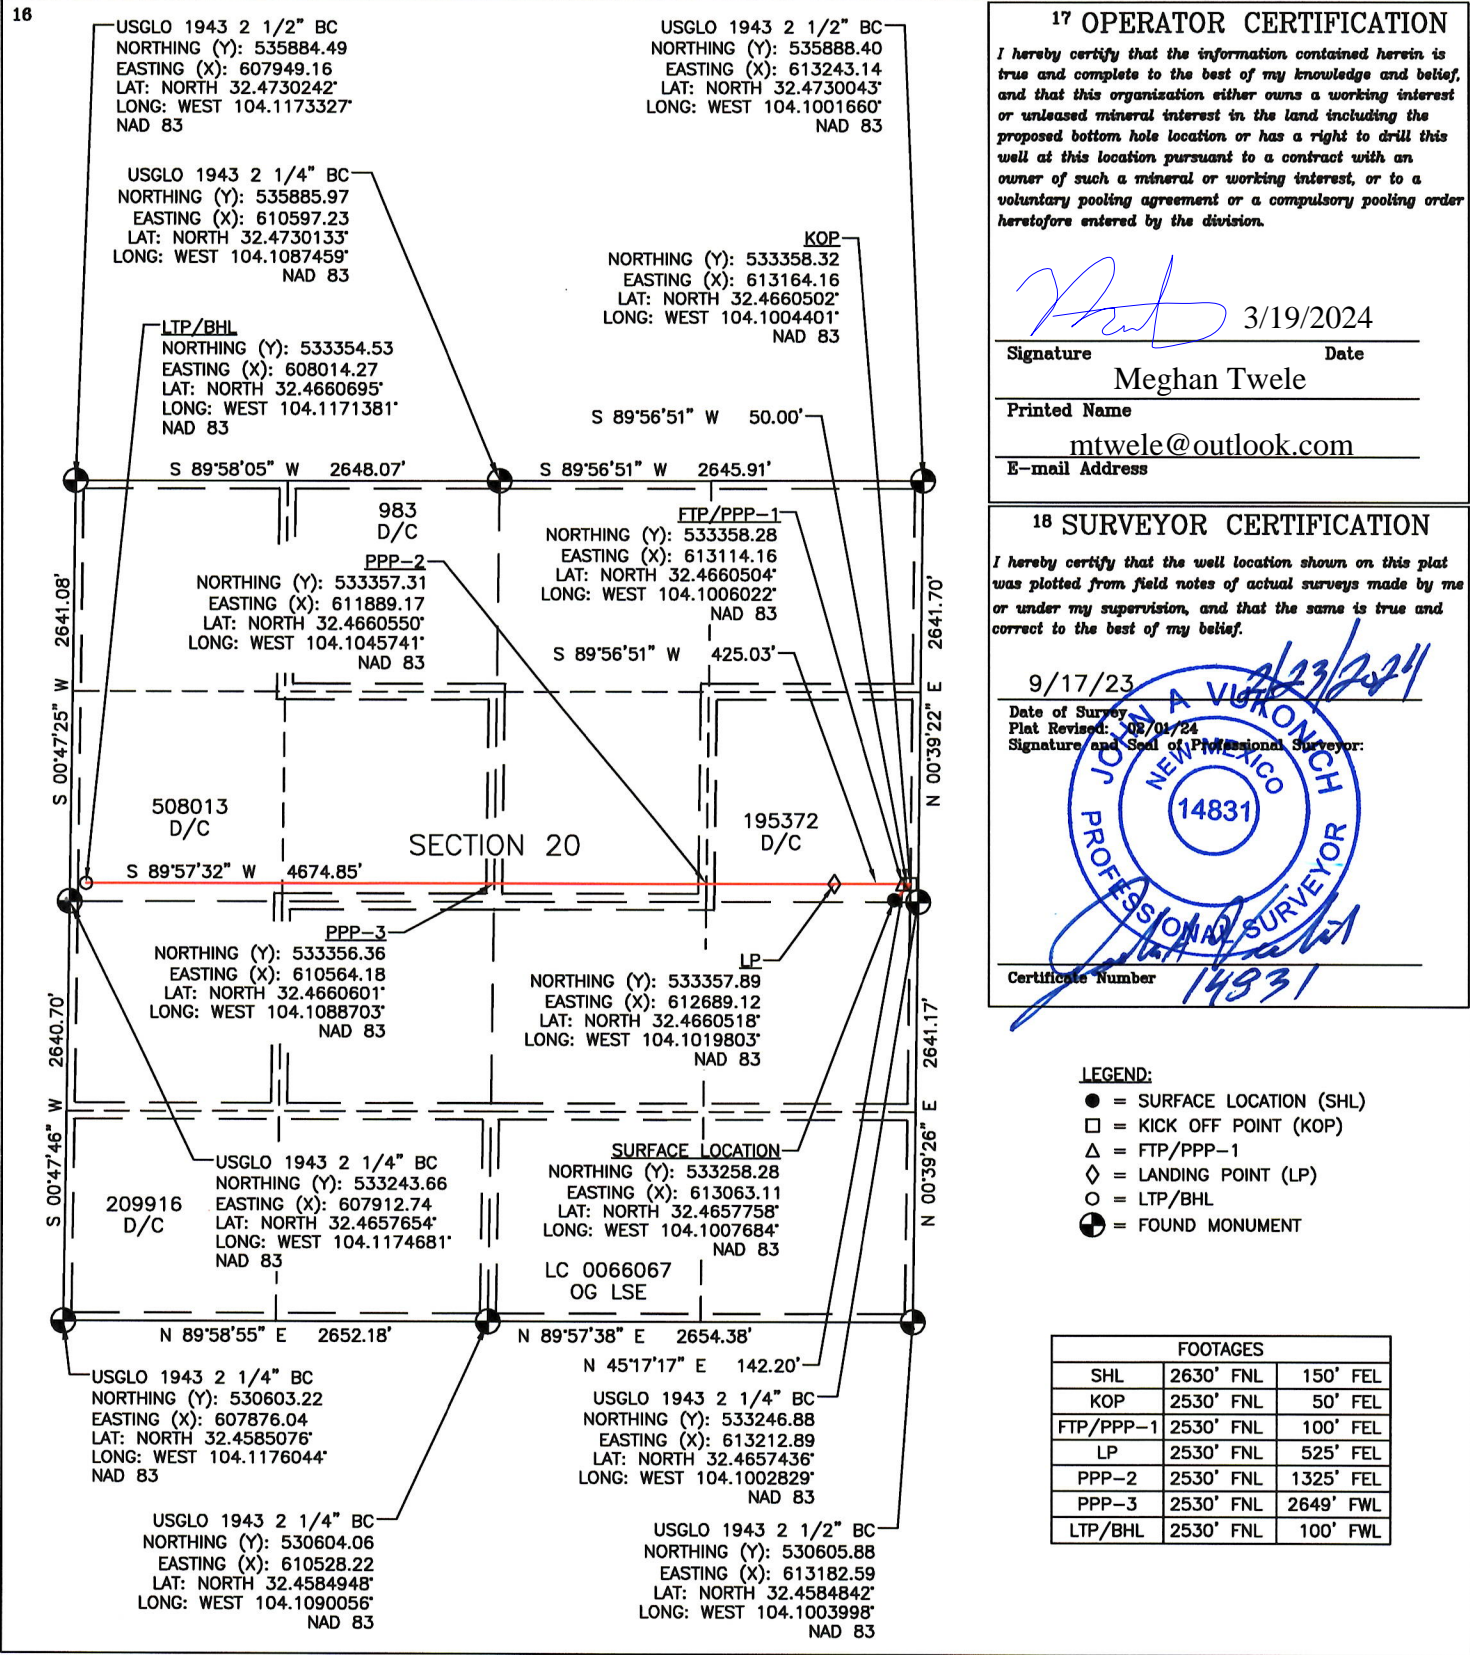 16
USGLO 1943 2 1/2" BC
NORTHING (Y): 535884.49
EASTING (X): 607949.16
LAT: NORTH 32.4730242°
LONG: WEST 104.1173327°
NAD 83
USGLO 1943 2 1/2" BC
NORTHING (Y): 535888.40
EASTING (X): 613243.14
LAT: NORTH 32.4730043°
LONG: WEST 104.1001660°
NAD 83
USGLO 1943 2 1/4" BC
NORTHING (Y): 535885.97
EASTING (X): 610597.23
LAT: NORTH 32.4730133°
LONG: WEST 104.1087459°
NAD 83
KOP
NORTHING (Y): 533358.32
EASTING (X): 613164.16
LAT: NORTH 32.4660502°
LONG: WEST 104.1004401°
NAD 83
LTP/BHL
NORTHING (Y): 533354.53
EASTING (X): 608014.27
LAT: NORTH 32.4660695°
LONG: WEST 104.1171381°
NAD 83
S 89°56'51" W 50.00'
S 89°58'05" W 2648.07'
S 89°56'51" W 2645.91'
983
D/C
FTP/PPP-1
NORTHING (Y): 533358.28
EASTING (X): 613114.16
LAT: NORTH 32.4660504°
LONG: WEST 104.1006022°
NAD 83
PPP-2
NORTHING (Y): 533357.31
EASTING (X): 611889.17
LAT: NORTH 32.4660550°
LONG: WEST 104.1045741°
NAD 83
S 89°56'51" W 425.03'
S 00°47'25" W 2641.08'
N 00°39'22" E 2641.70'
508013
D/C
SECTION 20
195372
D/C
S 89°57'32" W 4674.85'
PPP-3
NORTHING (Y): 533356.36
EASTING (X): 610564.18
LAT: NORTH 32.4660601°
LONG: WEST 104.1088703°
NAD 83
LP
NORTHING (Y): 533357.89
EASTING (X): 612689.12
LAT: NORTH 32.4660518°
LONG: WEST 104.1019803°
NAD 83
S 00°47'46" W 2640.70'
N 00°39'26" E 2641.17'
USGLO 1943 2 1/4" BC
NORTHING (Y): 533243.66
EASTING (X): 607912.74
LAT: NORTH 32.4657654°
LONG: WEST 104.1174681°
NAD 83
209916
D/C
SURFACE LOCATION
NORTHING (Y): 533258.28
EASTING (X): 613063.11
LAT: NORTH 32.4657758°
LONG: WEST 104.1007684°
NAD 83
LC 0066067
OG LSE
N 89°58'55" E 2652.18'
N 89°57'38" E 2654.38'
N 45°17'17" E 142.20'
USGLO 1943 2 1/4" BC
NORTHING (Y): 530603.22
EASTING (X): 607876.04
LAT: NORTH 32.4585076°
LONG: WEST 104.1176044°
NAD 83
USGLO 1943 2 1/4" BC
NORTHING (Y): 533246.88
EASTING (X): 613212.89
LAT: NORTH 32.4657436°
LONG: WEST 104.1002829°
NAD 83
USGLO 1943 2 1/4" BC
NORTHING (Y): 530604.06
EASTING (X): 610528.22
LAT: NORTH 32.4584948°
LONG: WEST 104.1090056°
NAD 83
USGLO 1943 2 1/2" BC
NORTHING (Y): 530605.88
EASTING (X): 613182.59
LAT: NORTH 32.4584842°
LONG: WEST 104.1003998°
NAD 83
17 OPERATOR CERTIFICATION
I hereby certify that the information contained herein is
true and complete to the best of my knowledge and belief,
and that this organization either owns a working interest
or unleased mineral interest in the land including the
proposed bottom hole location or has a right to drill this
well at this location pursuant to a contract with an
owner of such a mineral or working interest, or to a
voluntary pooling agreement or a compulsory pooling order
heretofore entered by the division.
3/19/2024
Signature Date
Meghan Twele
Printed Name
mtwele@outlook.com
E-mail Address
18 SURVEYOR CERTIFICATION
I hereby certify that the well location shown on this plat
was plotted from field notes of actual surveys made by me
or under my supervision, and that the same is true and
correct to the best of my belief.
9/17/23
Date of Survey
Plat Revised: 02/01/24
Signature and Seal of Professional Surveyor:
JOHN A VUKONICH
NEW MEXICO
14831
PROFESSIONAL SURVEYOR
Certificate Number 14831
LEGEND:
= SURFACE LOCATION (SHL)
= KICK OFF POINT (KOP)
= FTP/PPP-1
= LANDING POINT (LP)
= LTP/BHL
= FOUND MONUMENT
FOOTAGES
SHL 2630' FNL 150' FEL
KOP 2530' FNL 50' FEL
FTP/PPP-1 2530' FNL 100' FEL
LP 2530' FNL 525' FEL
PPP-2 2530' FNL 1325' FEL
PPP-3 2530' FNL 2649' FWL
LTP/BHL 2530' FNL 100' FWL